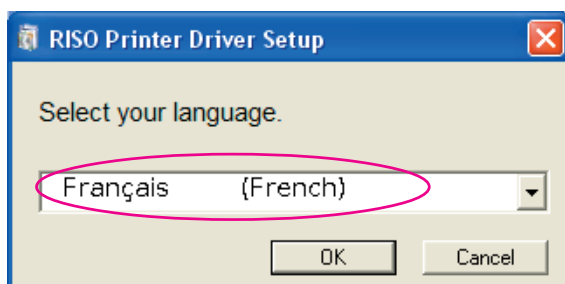 RISO Printer Driver Setup
Select your language.
Français (French)
OK Cancel